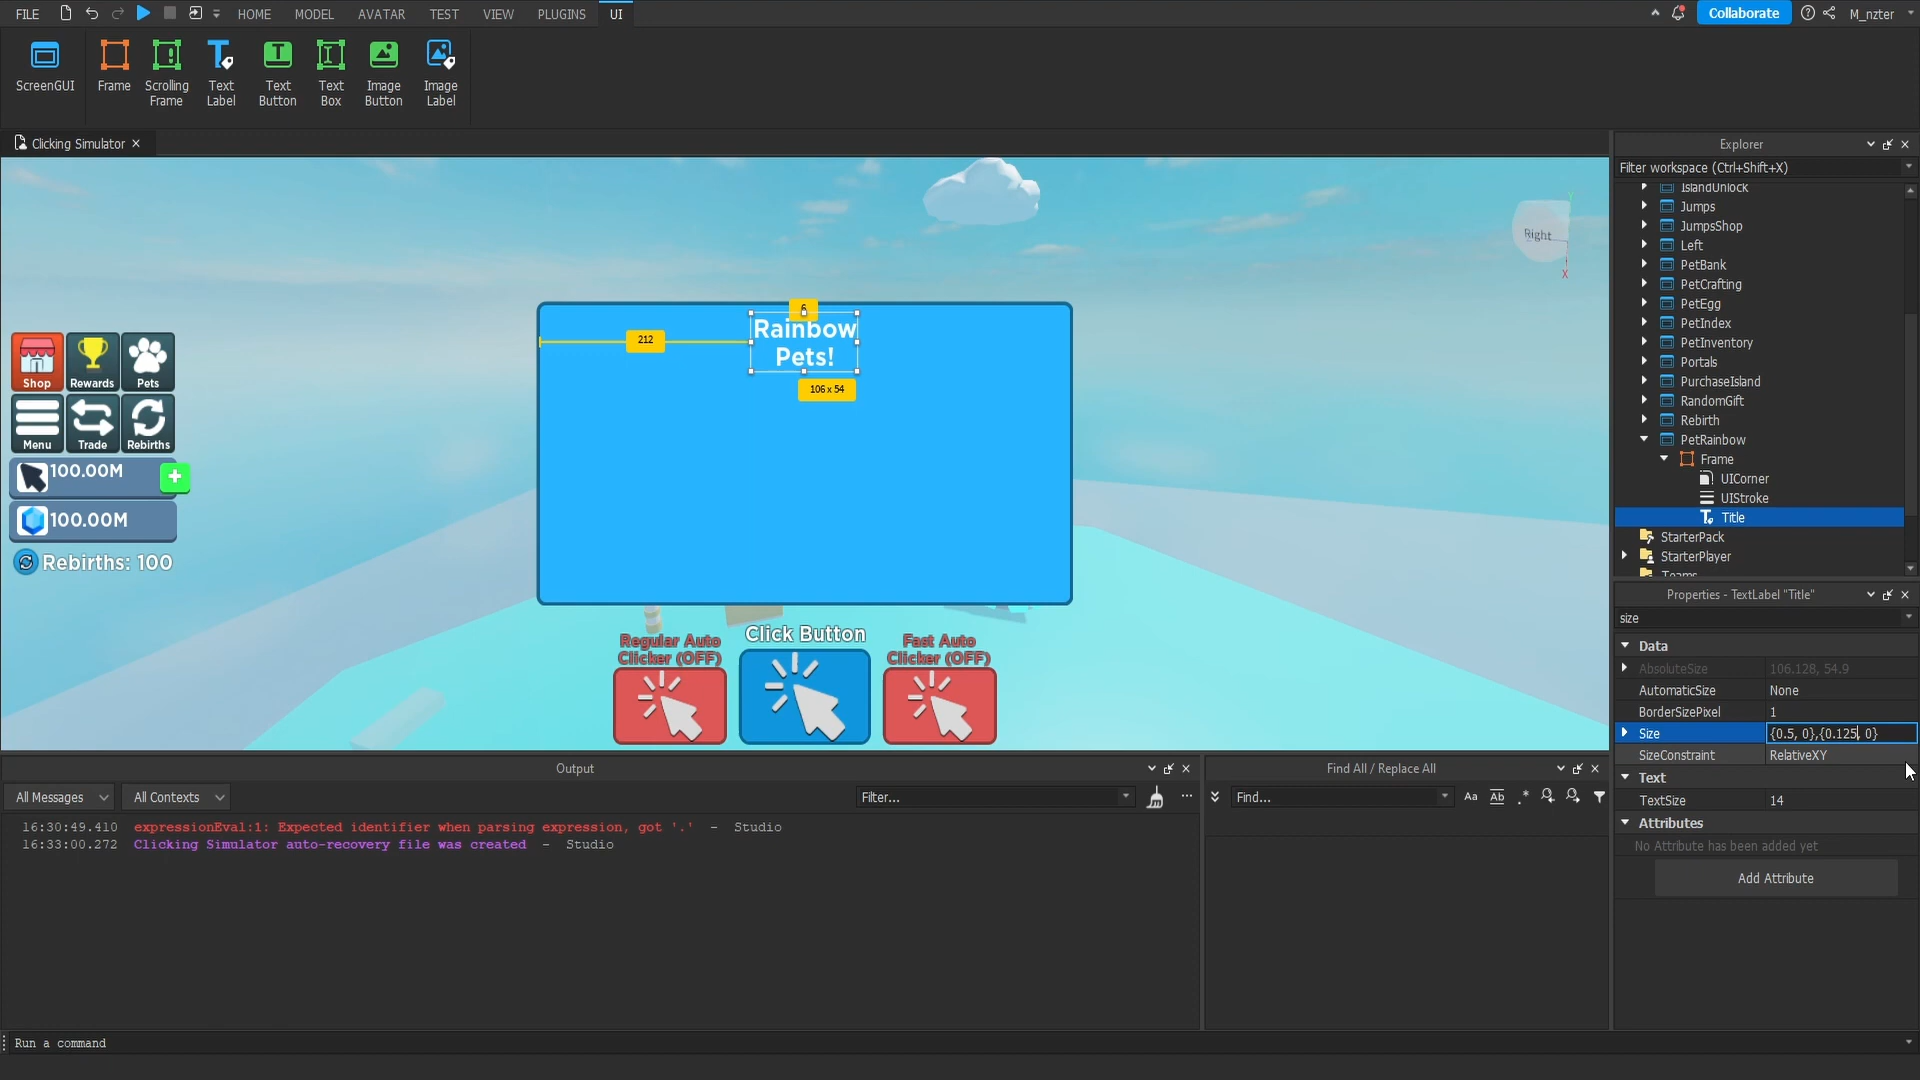 FILE
HOME
MODEL
AVATAR
TEST
VIEW
PLUGINS
UI
Collaborate
M_nzter
ScreenGUI
Frame
Scrolling
Frame
Text
Label
Text
Button
Text
Box
Image
Button
Image
Label
Clicking Simulator
Right
X
6
212
Rainbow
Pets!
106 x 54
Shop
Rewards
Pets
Menu
Trade
Rebirths
100.00M
+
100.00M
Rebirths: 100
Regular Auto
Clicker (OFF)
Click Button
Fast Auto
Clicker (OFF)
Explorer
Filter workspace (Ctrl+Shift+X)
IslandUnlock
Jumps
JumpsShop
Left
PetBank
PetCrafting
PetEgg
PetIndex
PetInventory
Portals
PurchaseIsland
RandomGift
Rebirth
PetRainbow
Frame
UICorner
UIStroke
Title
StarterPack
StarterPlayer
Teams
Properties - TextLabel "Title"
size
Data
AbsoluteSize 106.128, 54.9
AutomaticSize None
BorderSizePixel 1
Size {0.5, 0},{0.125, 0}
SizeConstraint RelativeXY
Text
TextSize 14
Attributes
No Attribute has been added yet
Add Attribute
Output
All Messages
All Contexts
Filter...
16:30:49.410 expressionEval:1: Expected identifier when parsing expression, got '.' - Studio
16:33:00.272 Clicking Simulator auto-recovery file was created - Studio
Find All / Replace All
Find...
Aa
Ab
.*
Run a command